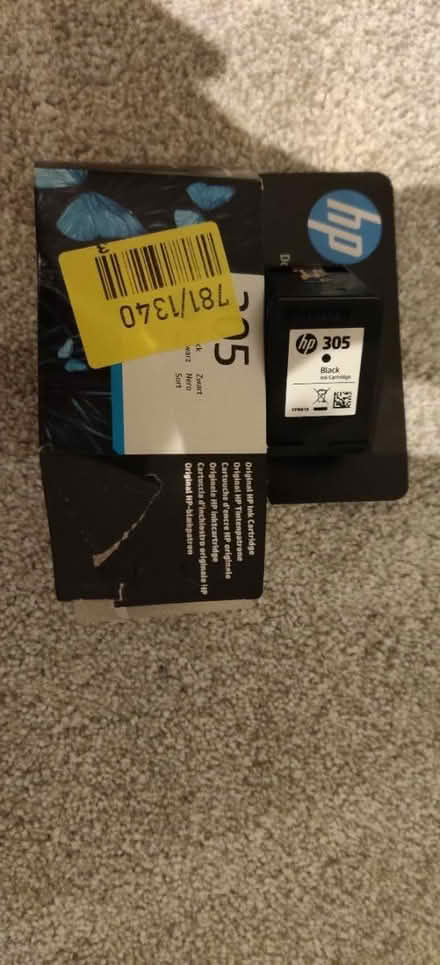 hp
781/1340
3
305
Zwart
Nero
Sort
Original HP Ink Cartridge
Original HP Tintenpatrone
Cartouche d'encre HP originale
Originele HP inktcartridge
Cartuccia d'inchiostro originale HP
Original HP-blækpatron
hp 305
Black
Ink Cartridge